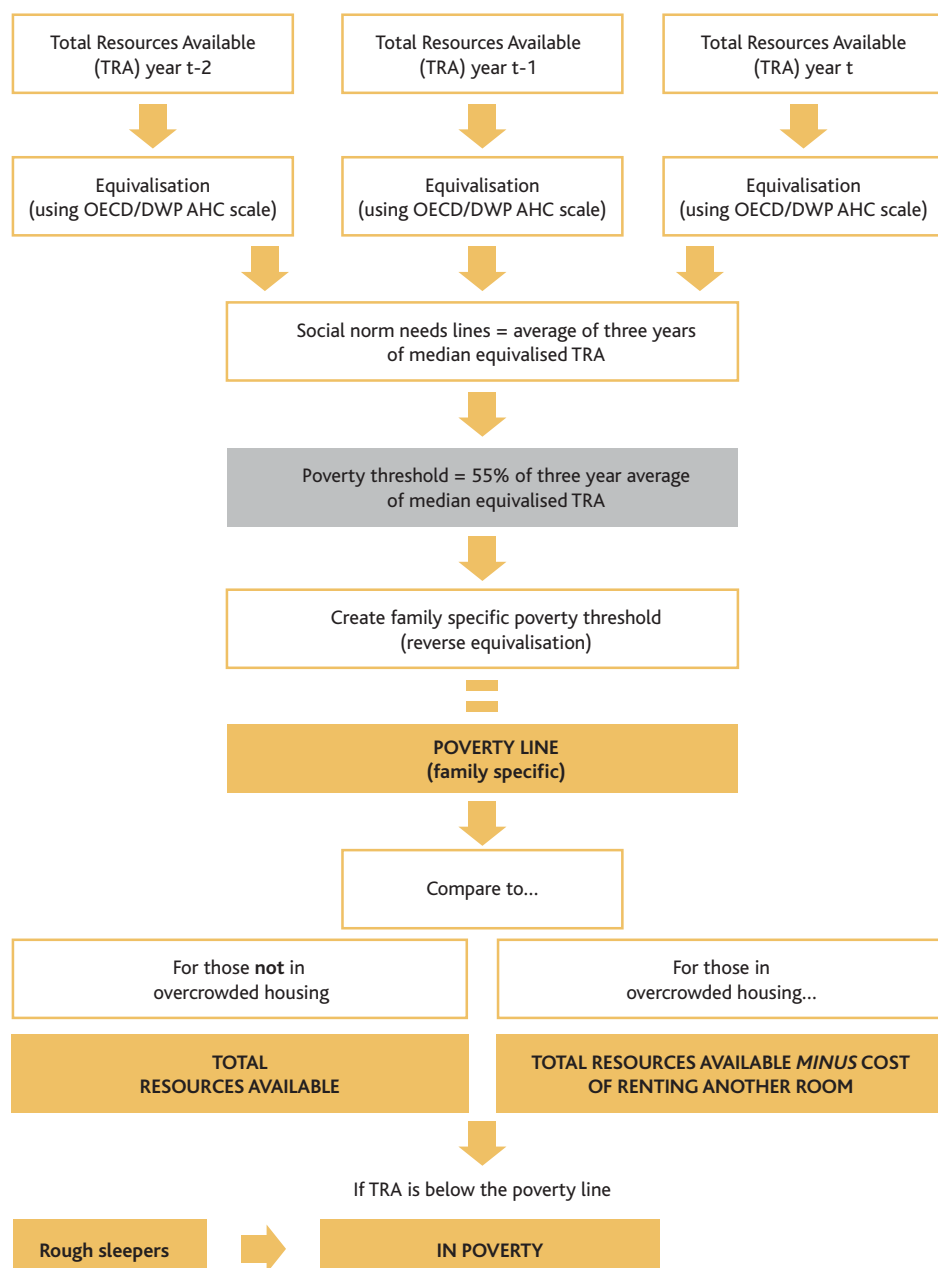 Total Resources Available
(TRA) year t-2
Total Resources Available
(TRA) year t-1
Total Resources Available
(TRA) year t
Equivalisation
(using OECD/DWP AHC scale)
Equivalisation
(using OECD/DWP AHC scale)
Equivalisation
(using OECD/DWP AHC scale)
Social norm needs lines = average of three years
of median equivalised TRA
Poverty threshold = 55% of three year average
of median equivalised TRA
Create family specific poverty threshold
(reverse equivalisation)
POVERTY LINE
(family specific)
Compare to...
For those not in
overcrowded housing
For those in
overcrowded housing...
TOTAL
RESOURCES AVAILABLE
TOTAL RESOURCES AVAILABLE MINUS COST
OF RENTING ANOTHER ROOM
If TRA is below the poverty line
Rough sleepers
IN POVERTY